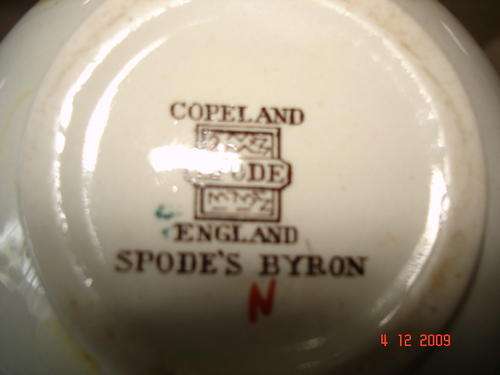 COPELAND
SPODE
ENGLAND
SPODE'S BYRON
N
4 12 2009